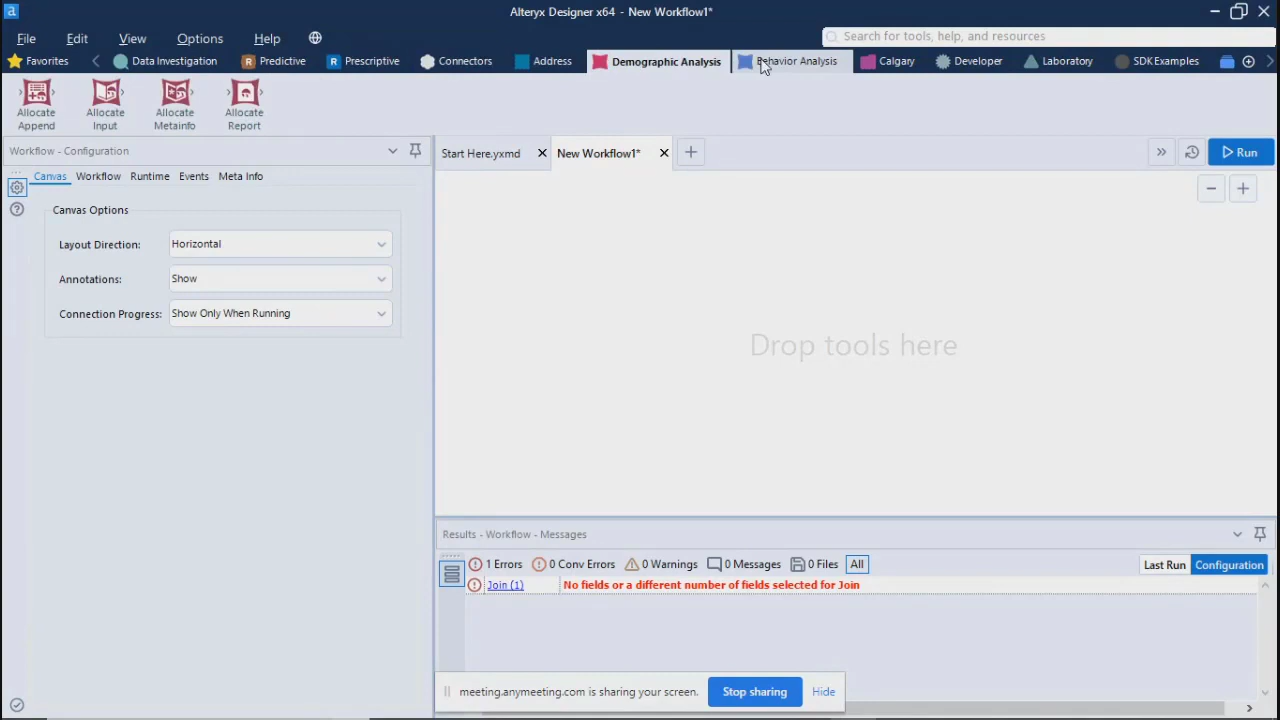 Alteryx Designer x64 - New Workflow1*
File Edit View Options Help
Search for tools, help, and resources
Favorites Data Investigation Predictive Prescriptive Connectors Address Demographic Analysis Behavior Analysis Calgary Developer Laboratory SDK Examples
Allocate Append
Allocate Input
Allocate Metainfo
Allocate Report
Workflow - Configuration
Start Here.yxmd New Workflow1* Run
Canvas Workflow Runtime Events Meta Info
Canvas Options
Layout Direction: Horizontal
Annotations: Show
Connection Progress: Show Only When Running
Drop tools here
Results - Workflow - Messages
1 Errors 0 Conv Errors 0 Warnings 0 Messages 0 Files All Last Run Configuration
Join (1) No fields or a different number of fields selected for Join
meeting.anymeeting.com is sharing your screen. Stop sharing Hide